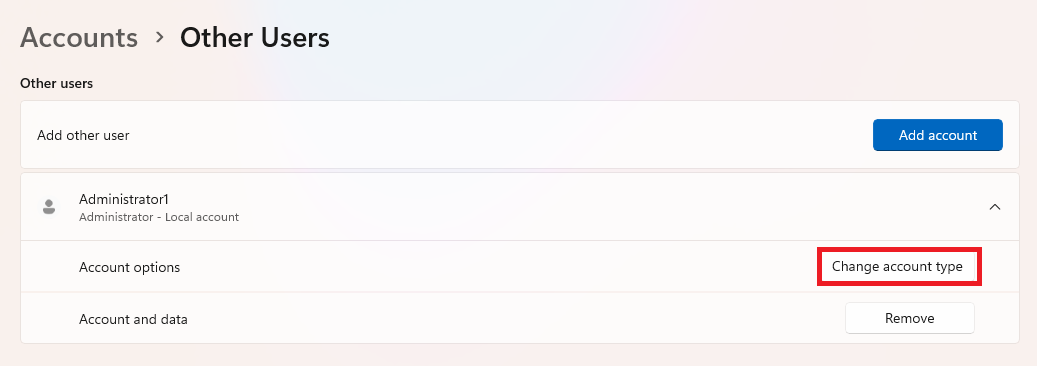 Accounts > Other Users
Other users
Add other user
Add account
Administrator1
Administrator - Local account
Account options
Change account type
Account and data
Remove